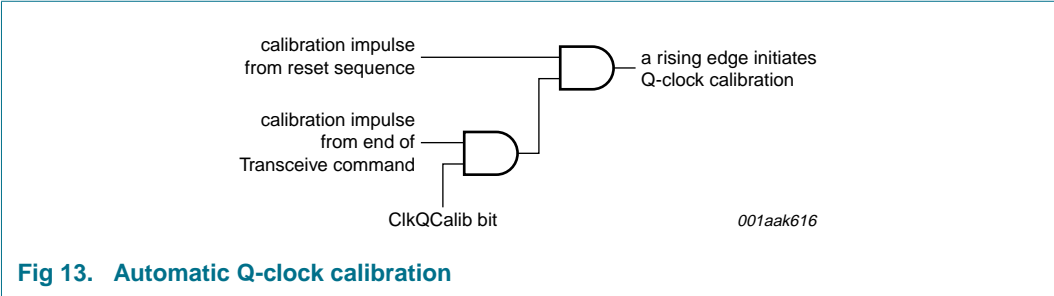 calibration impulse
from reset sequence
a rising edge initiates
Q-clock calibration
calibration impulse
from end of
Transceive command
ClkQCalib bit
001aak616
Fig 13. Automatic Q-clock calibration